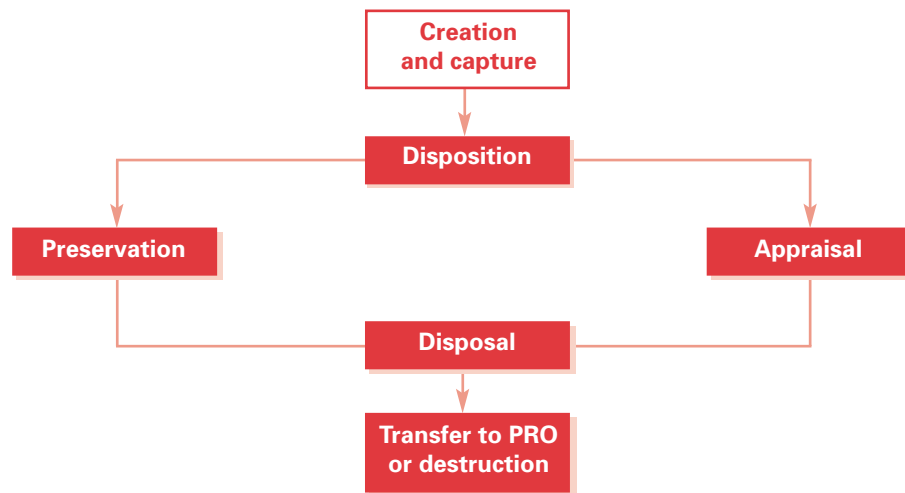 Creation
and capture
Disposition
Preservation
Appraisal
Disposal
Transfer to PRO
or destruction